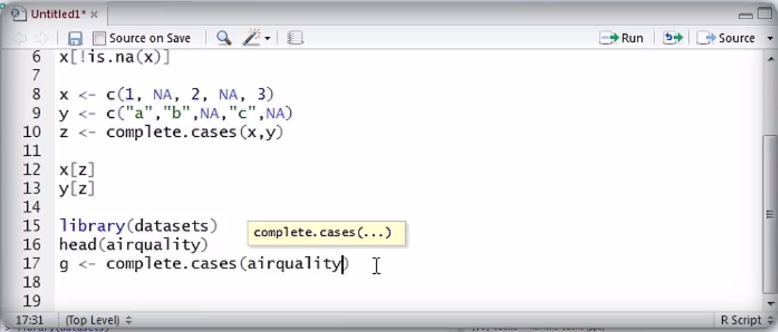 Untitled1*
Source on Save
Run
Source
6 x[!is.na(x)]
7
8 x <- c(1, NA, 2, NA, 3)
9 y <- c("a","b",NA,"c",NA)
10 z <- complete.cases(x,y)
11
12 x[z]
13 y[z]
14
15 library(datasets)
complete.cases(...)
16 head(airquality)
17 g <- complete.cases(airquality)
18
19
17:31 (Top Level) R Script